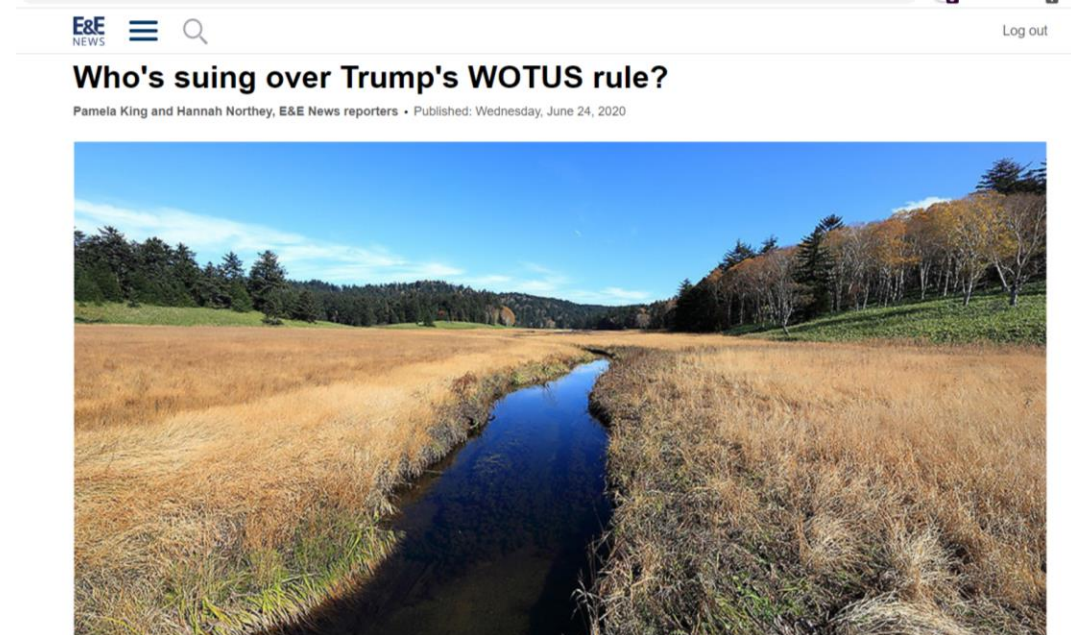 E&E
NEWS
Log out
Who's suing over Trump's WOTUS rule?
Pamela King and Hannah Northey, E&E News reporters • Published: Wednesday, June 24, 2020